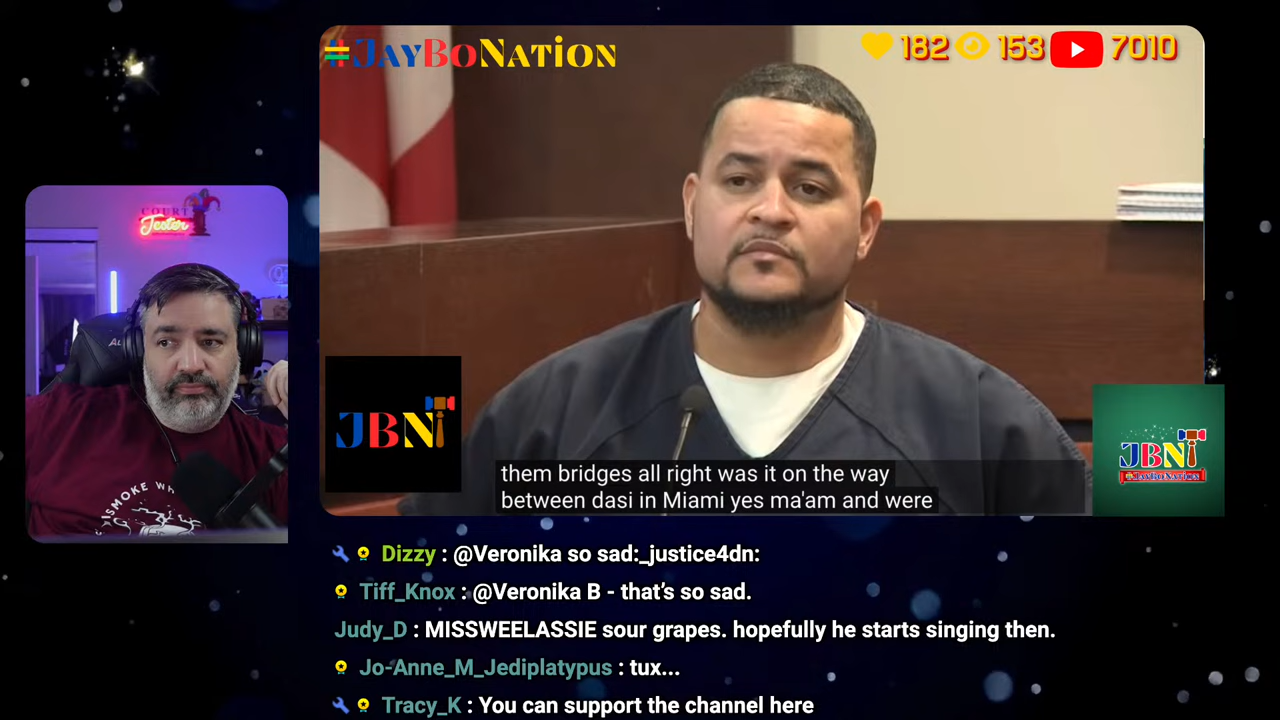 #JayBoNation
182
153
7010
COURT
Jester
JBN
them bridges all right was it on the way
between dasi in Miami yes ma'am and were
JBN
#JayBoNation
Dizzy : @Veronika so sad:_justice4dn:
Tiff_Knox : @Veronika B - that's so sad.
Judy_D : MISSWEELASSIE sour grapes. hopefully he starts singing then.
Jo-Anne_M_Jediplatypus : tux...
Tracy_K : You can support the channel here